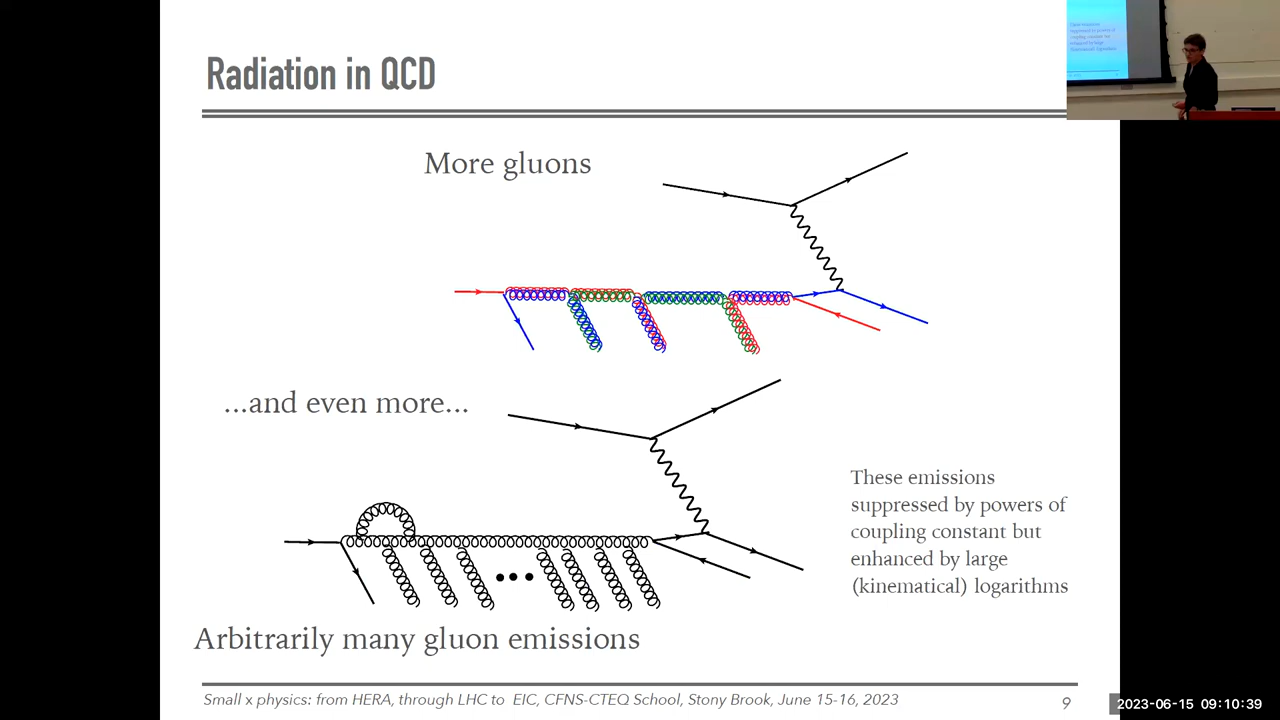 Radiation in QCD
More gluons
...and even more...
These emissions
suppressed by powers of
coupling constant but
enhanced by large
(kinematical) logarithms
Arbitrarily many gluon emissions
Small x physics: from HERA, through LHC to EIC, CFNS-CTEQ School, Stony Brook, June 15-16, 2023
9
2023-06-15 09:10:39